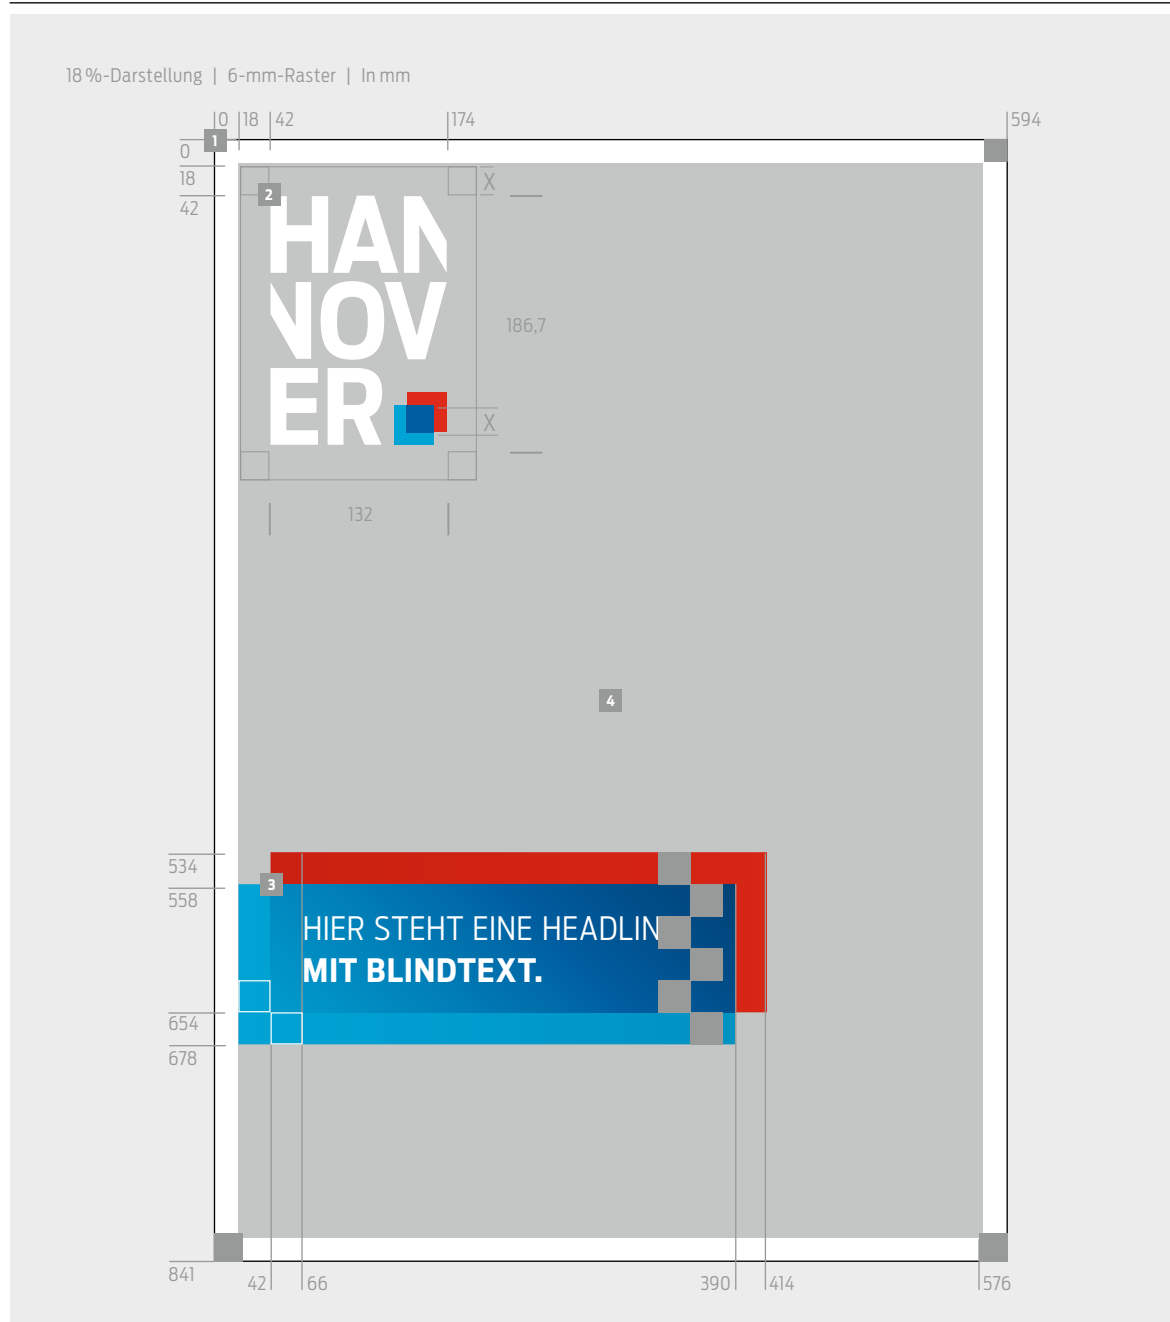 18 %-Darstellung | 6-mm-Raster | In mm
0 18 42 174 594
1
0
18
42
2
X
HAN
NOV
ER
186,7
X
132
4
534
558
3
HIER STEHT EINE HEADLIN
MIT BLINDTEXT.
654
678
841
42 66 390 414 576